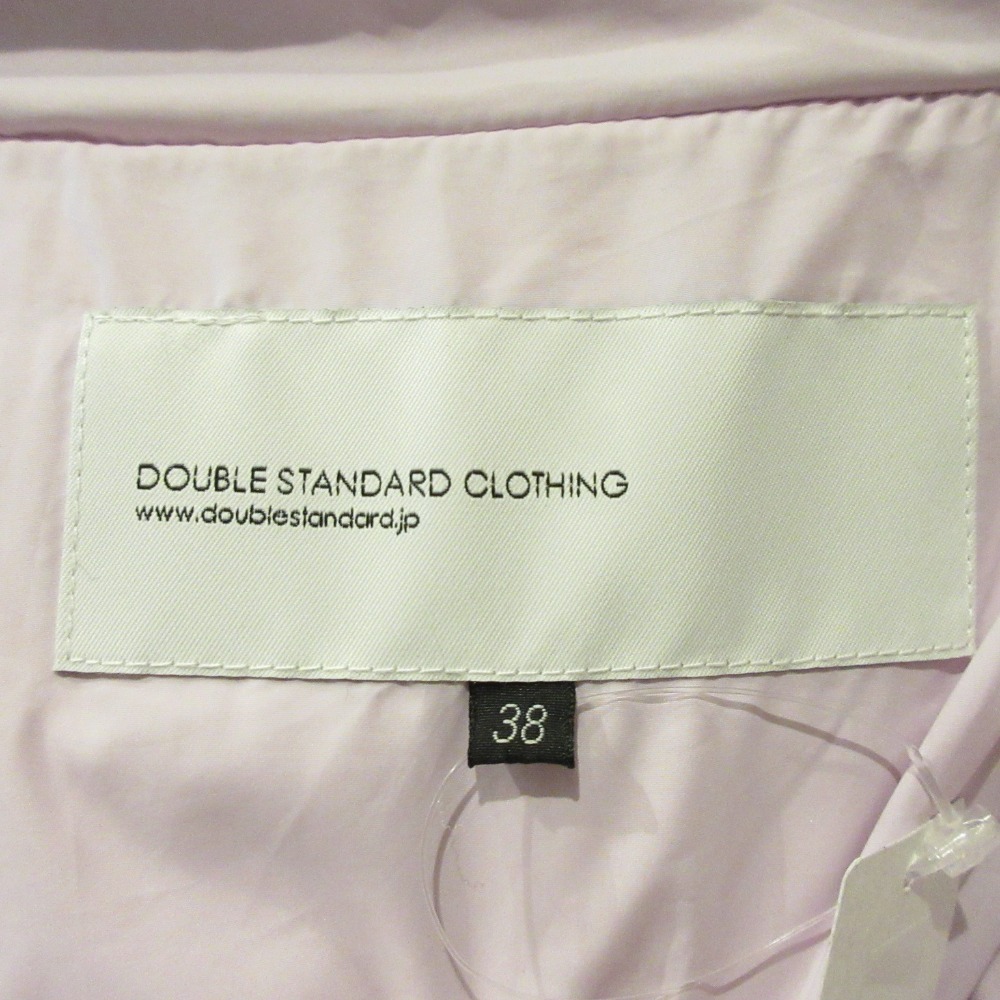 DOUBLE STANDARD CLOTHING
www.doublestandard.jp
38